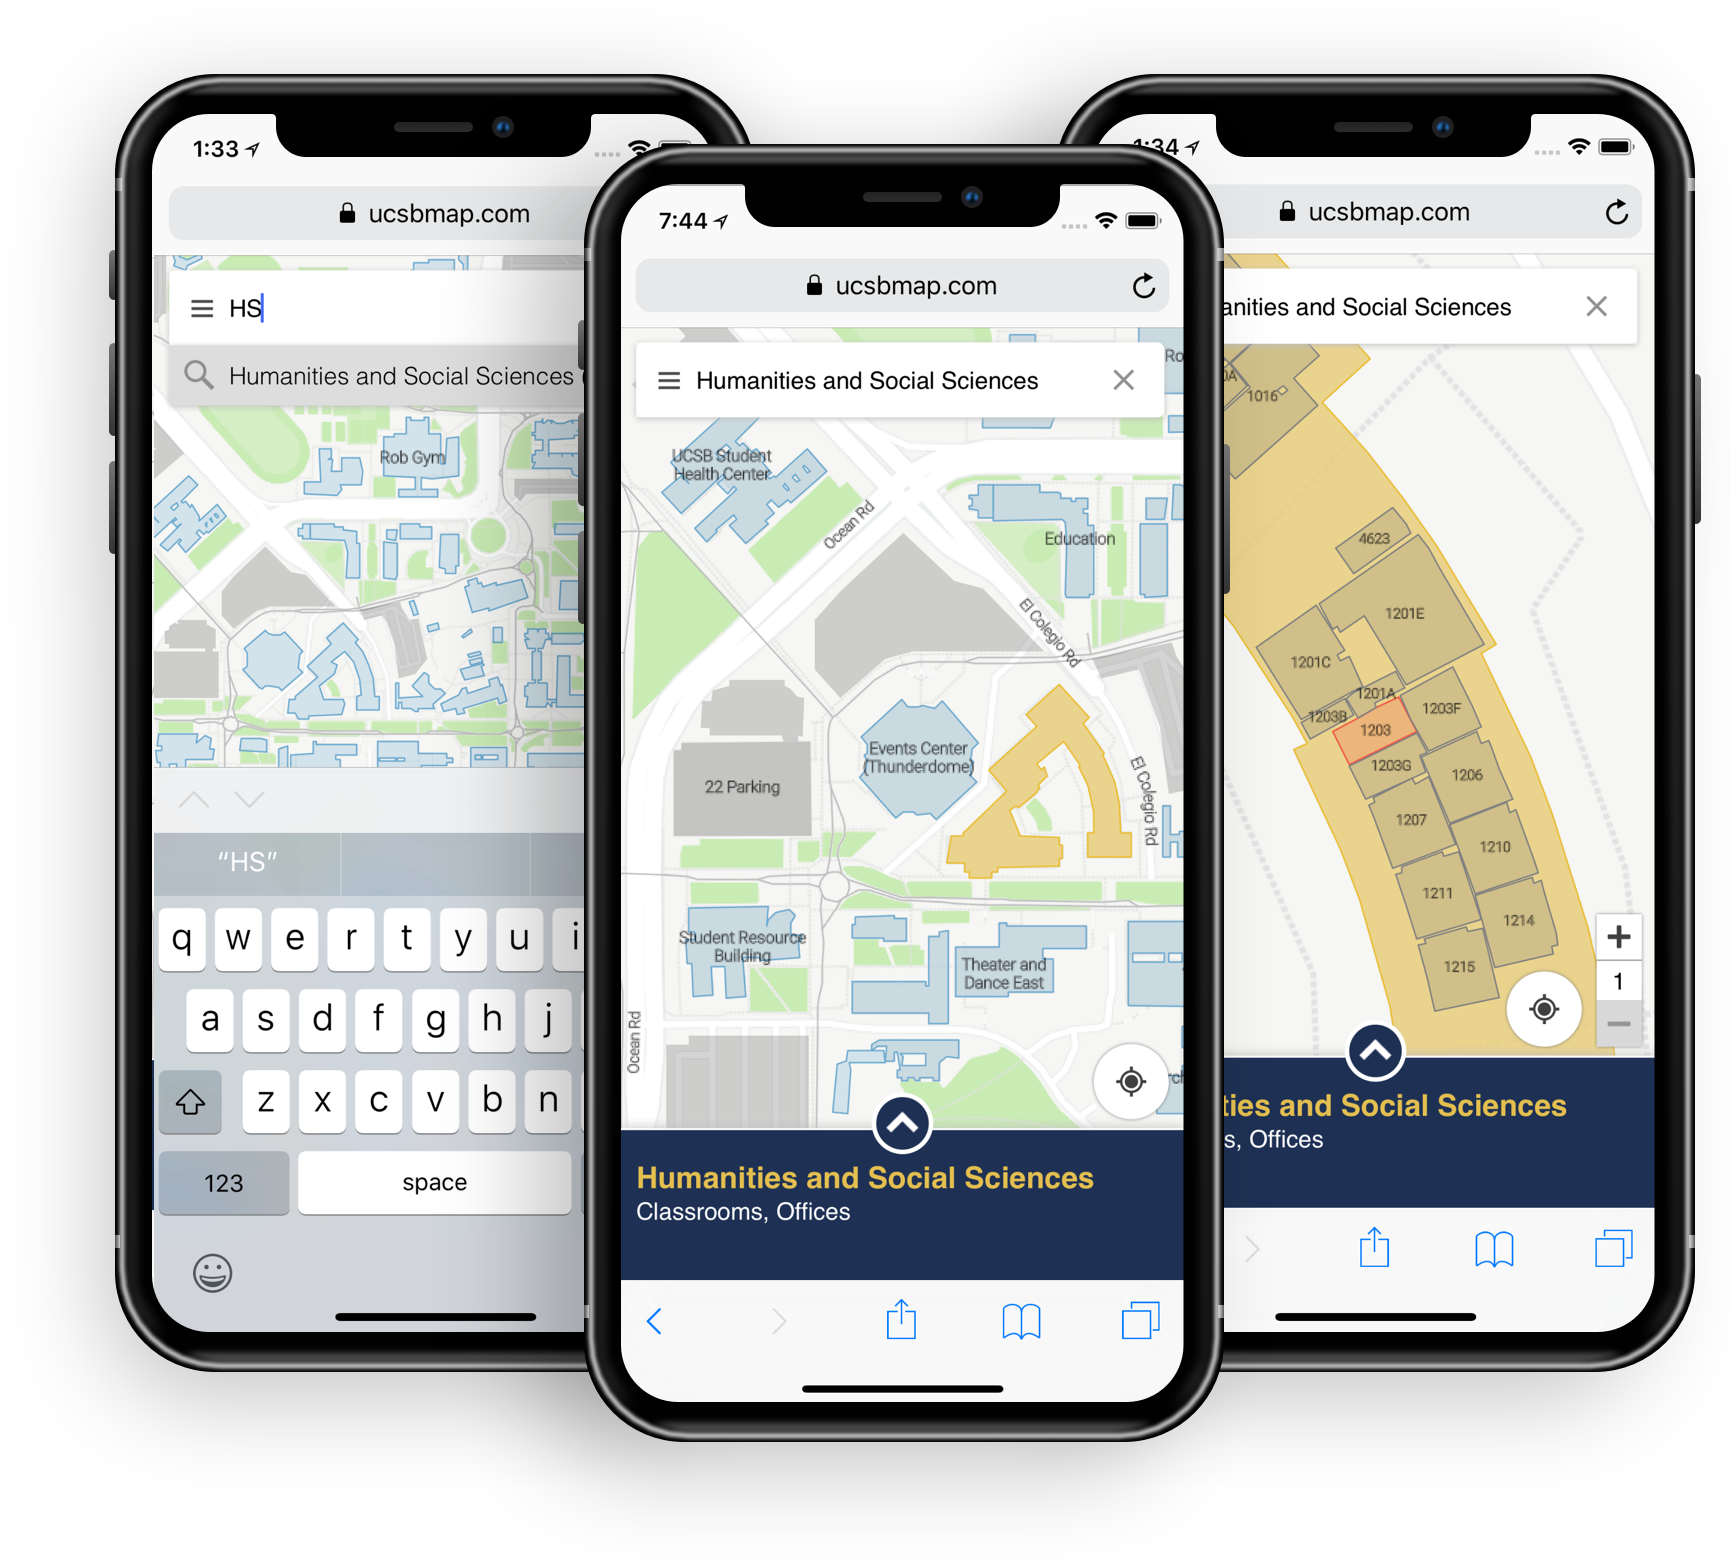 1:33
ucsbmap.com
HS
Humanities and Social Sciences
Rob Gym
"HS"
q w e r t y u i
a s d f g h j
z x c v b n
123 space
7:44
ucsbmap.com
Humanities and Social Sciences
Ro
UCSB Student
Health Center
Ocean Rd
Education
El Colegio Rd
Events Center
(Thunderdome)
22 Parking
El Colegio Rd
Student Resource
Building
Theater and
Dance East
Ocean Rd
Humanities and Social Sciences
Classrooms, Offices
1:34
ucsbmap.com
anities and Social Sciences
0A
1016
4623
1201E
1201C
1201A
1203B
1203F
1203
1203G
1206
1207
1210
1211
1214
1215
1
ties and Social Sciences
s, Offices